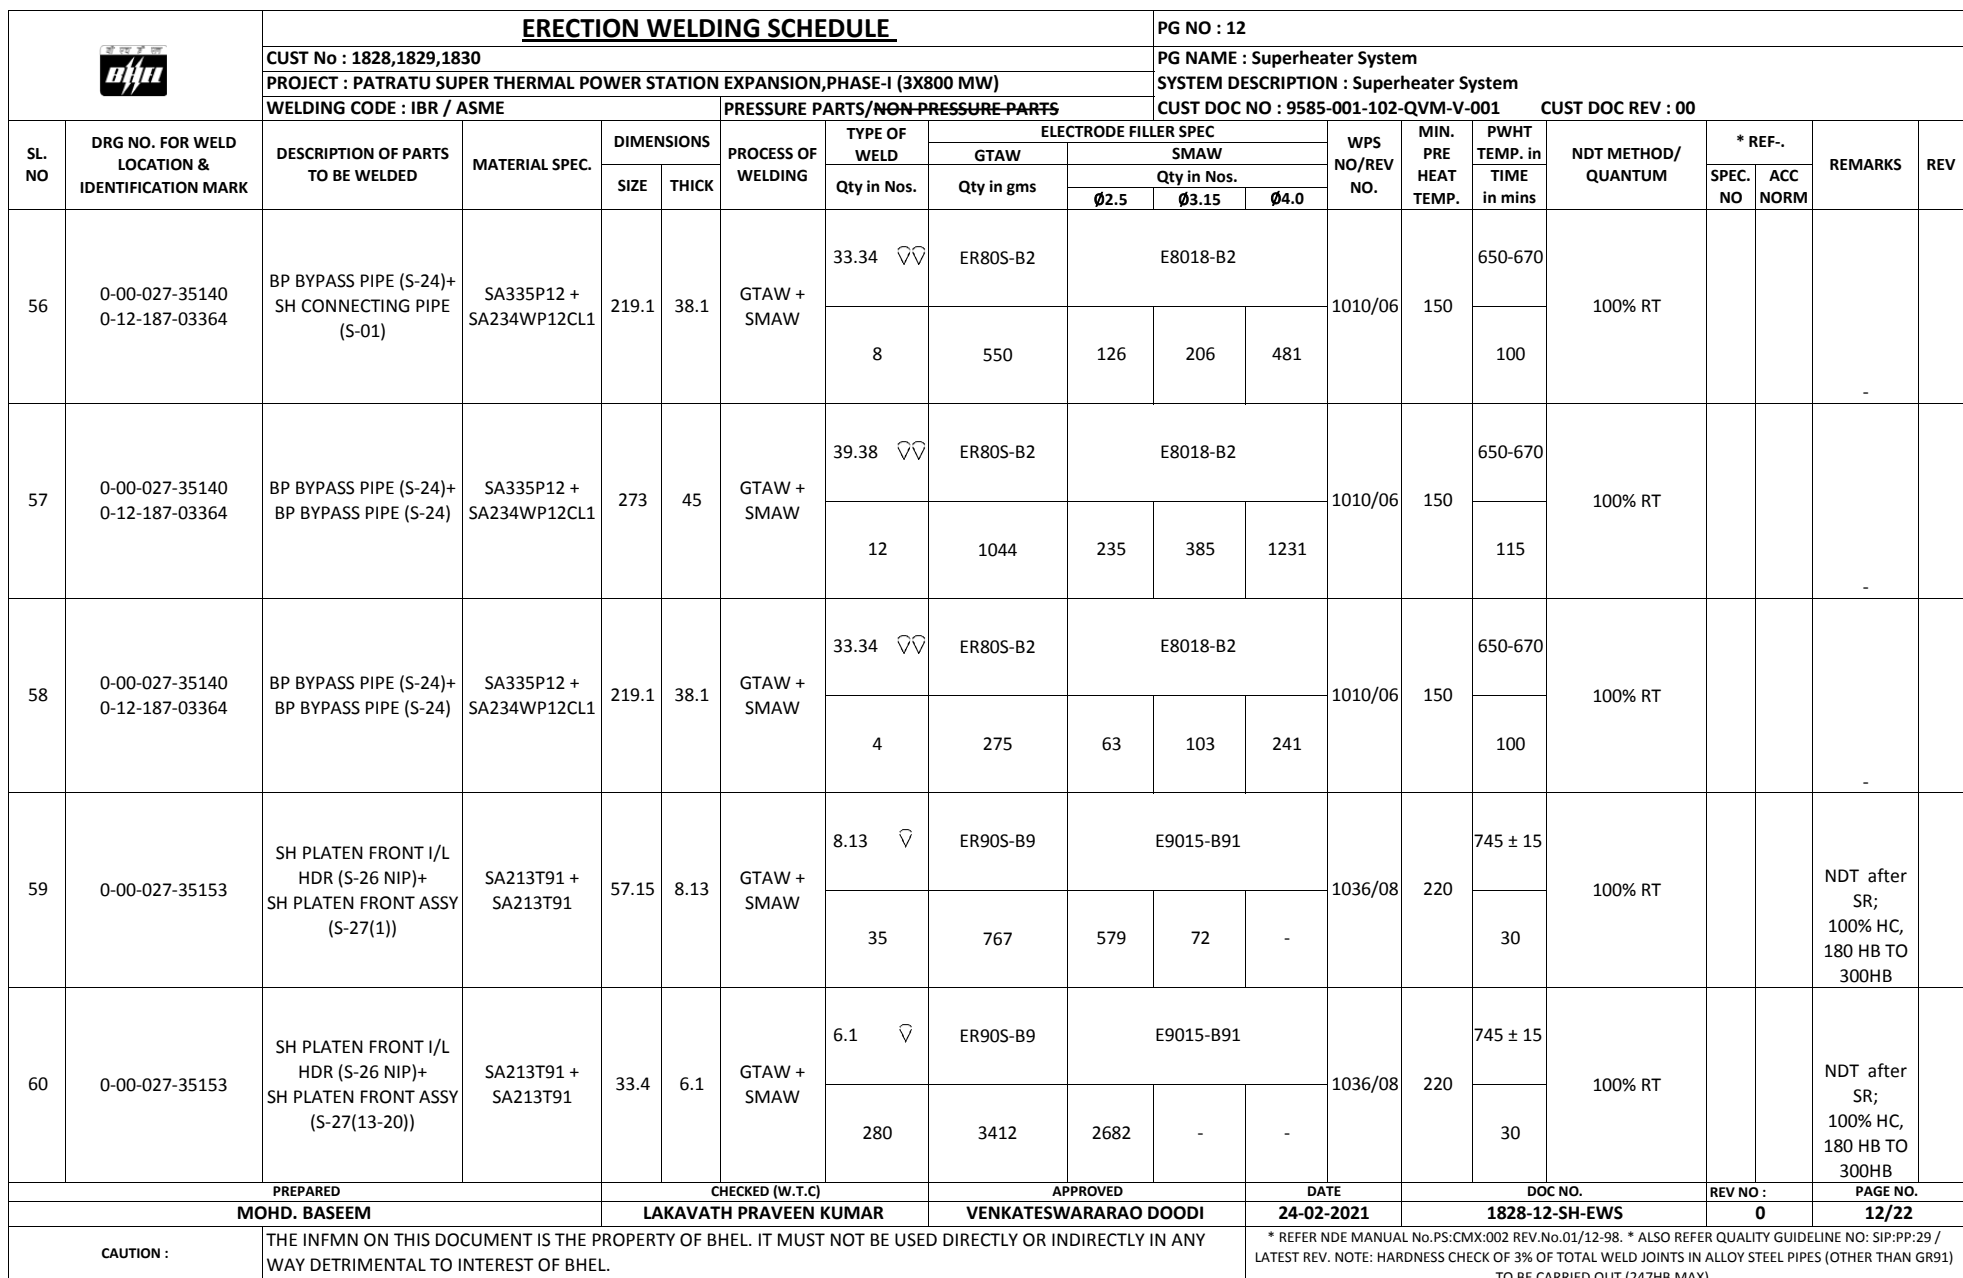 ERECTION WELDING SCHEDULE
PG NO : 12
BHEL
CUST No : 1828,1829,1830
PG NAME : Superheater System
PROJECT : PATRATU SUPER THERMAL POWER STATION EXPANSION,PHASE-I (3X800 MW)
SYSTEM DESCRIPTION : Superheater System
WELDING CODE : IBR / ASME
PRESSURE PARTS/NON PRESSURE PARTS
CUST DOC NO : 9585-001-102-QVM-V-001 CUST DOC REV : 00
SL.
NO
DRG NO. FOR WELD
LOCATION &
IDENTIFICATION MARK
DESCRIPTION OF PARTS
TO BE WELDED
MATERIAL SPEC.
DIMENSIONS
SIZE
THICK
PROCESS OF
WELDING
TYPE OF
WELD
Qty in Nos.
ELECTRODE FILLER SPEC
GTAW
Qty in gms
SMAW
Qty in Nos.
Ø2.5
Ø3.15
Ø4.0
WPS
NO/REV
NO.
MIN.
PRE
HEAT
TEMP.
PWHT
TEMP. in
TIME
in mins
NDT METHOD/
QUANTUM
* REF-.
SPEC.
NO
ACC
NORM
REMARKS
REV
56
0-00-027-35140
0-12-187-03364
BP BYPASS PIPE (S-24)+
SH CONNECTING PIPE
(S-01)
SA335P12 +
SA234WP12CL1
219.1
38.1
GTAW +
SMAW
33.34
8
ER80S-B2
550
E8018-B2
126
206
481
1010/06
150
650-670
100
100% RT
-
57
0-00-027-35140
0-12-187-03364
BP BYPASS PIPE (S-24)+
BP BYPASS PIPE (S-24)
SA335P12 +
SA234WP12CL1
273
45
GTAW +
SMAW
39.38
12
ER80S-B2
1044
E8018-B2
235
385
1231
1010/06
150
650-670
115
100% RT
-
58
0-00-027-35140
0-12-187-03364
BP BYPASS PIPE (S-24)+
BP BYPASS PIPE (S-24)
SA335P12 +
SA234WP12CL1
219.1
38.1
GTAW +
SMAW
33.34
4
ER80S-B2
275
E8018-B2
63
103
241
1010/06
150
650-670
100
100% RT
-
59
0-00-027-35153
SH PLATEN FRONT I/L
HDR (S-26 NIP)+
SH PLATEN FRONT ASSY
(S-27(1))
SA213T91 +
SA213T91
57.15
8.13
GTAW +
SMAW
8.13
35
ER90S-B9
767
E9015-B91
579
72
-
1036/08
220
745 ± 15
30
100% RT
NDT after
SR;
100% HC,
180 HB TO
300HB
60
0-00-027-35153
SH PLATEN FRONT I/L
HDR (S-26 NIP)+
SH PLATEN FRONT ASSY
(S-27(13-20))
SA213T91 +
SA213T91
33.4
6.1
GTAW +
SMAW
6.1
280
ER90S-B9
3412
E9015-B91
2682
-
-
1036/08
220
745 ± 15
30
100% RT
NDT after
SR;
100% HC,
180 HB TO
300HB
PREPARED
CHECKED (W.T.C)
APPROVED
DATE
DOC NO.
REV NO :
PAGE NO.
MOHD. BASEEM
LAKAVATH PRAVEEN KUMAR
VENKATESWARARAO DOODI
24-02-2021
1828-12-SH-EWS
0
12/22
CAUTION :
THE INFMN ON THIS DOCUMENT IS THE PROPERTY OF BHEL. IT MUST NOT BE USED DIRECTLY OR INDIRECTLY IN ANY
WAY DETRIMENTAL TO INTEREST OF BHEL.
* REFER NDE MANUAL No.PS:CMX:002 REV.No.01/12-98. * ALSO REFER QUALITY GUIDELINE NO: SIP:PP:29 /
LATEST REV. NOTE: HARDNESS CHECK OF 3% OF TOTAL WELD JOINTS IN ALLOY STEEL PIPES (OTHER THAN GR91)
TO BE CARRIED OUT (247HB MAX)